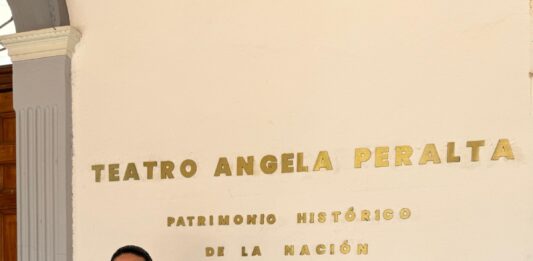 TEATRO ANGELA PERALTA
PATRIMONIO HISTÓRICO
DE LA NACIÓN